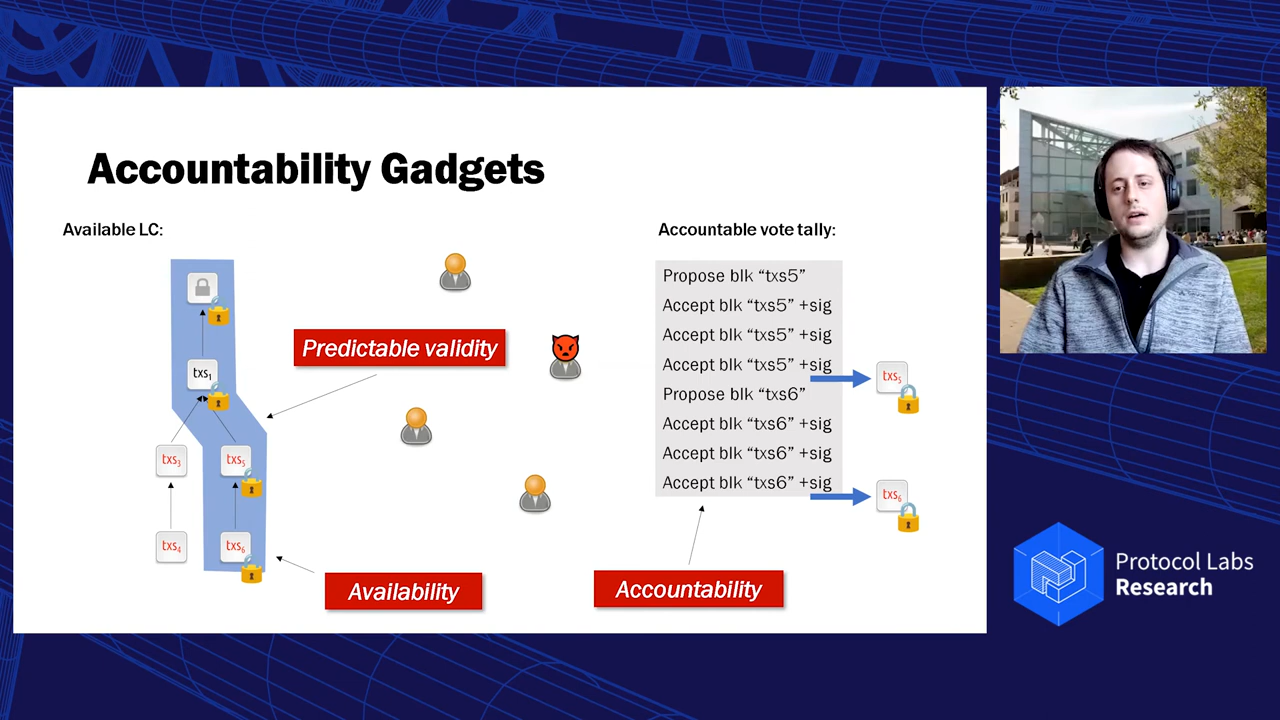 Accountability Gadgets
Available LC:
txs1
txs3
txs5
txs4
txs6
Predictable validity
Availability
Accountable vote tally:
Propose blk “txs5”
Accept blk “txs5” +sig
Accept blk “txs5” +sig
Accept blk “txs5” +sig
Propose blk “txs6”
Accept blk “txs6” +sig
Accept blk “txs6” +sig
Accept blk “txs6” +sig
txs5
txs6
Accountability
Protocol Labs
Research